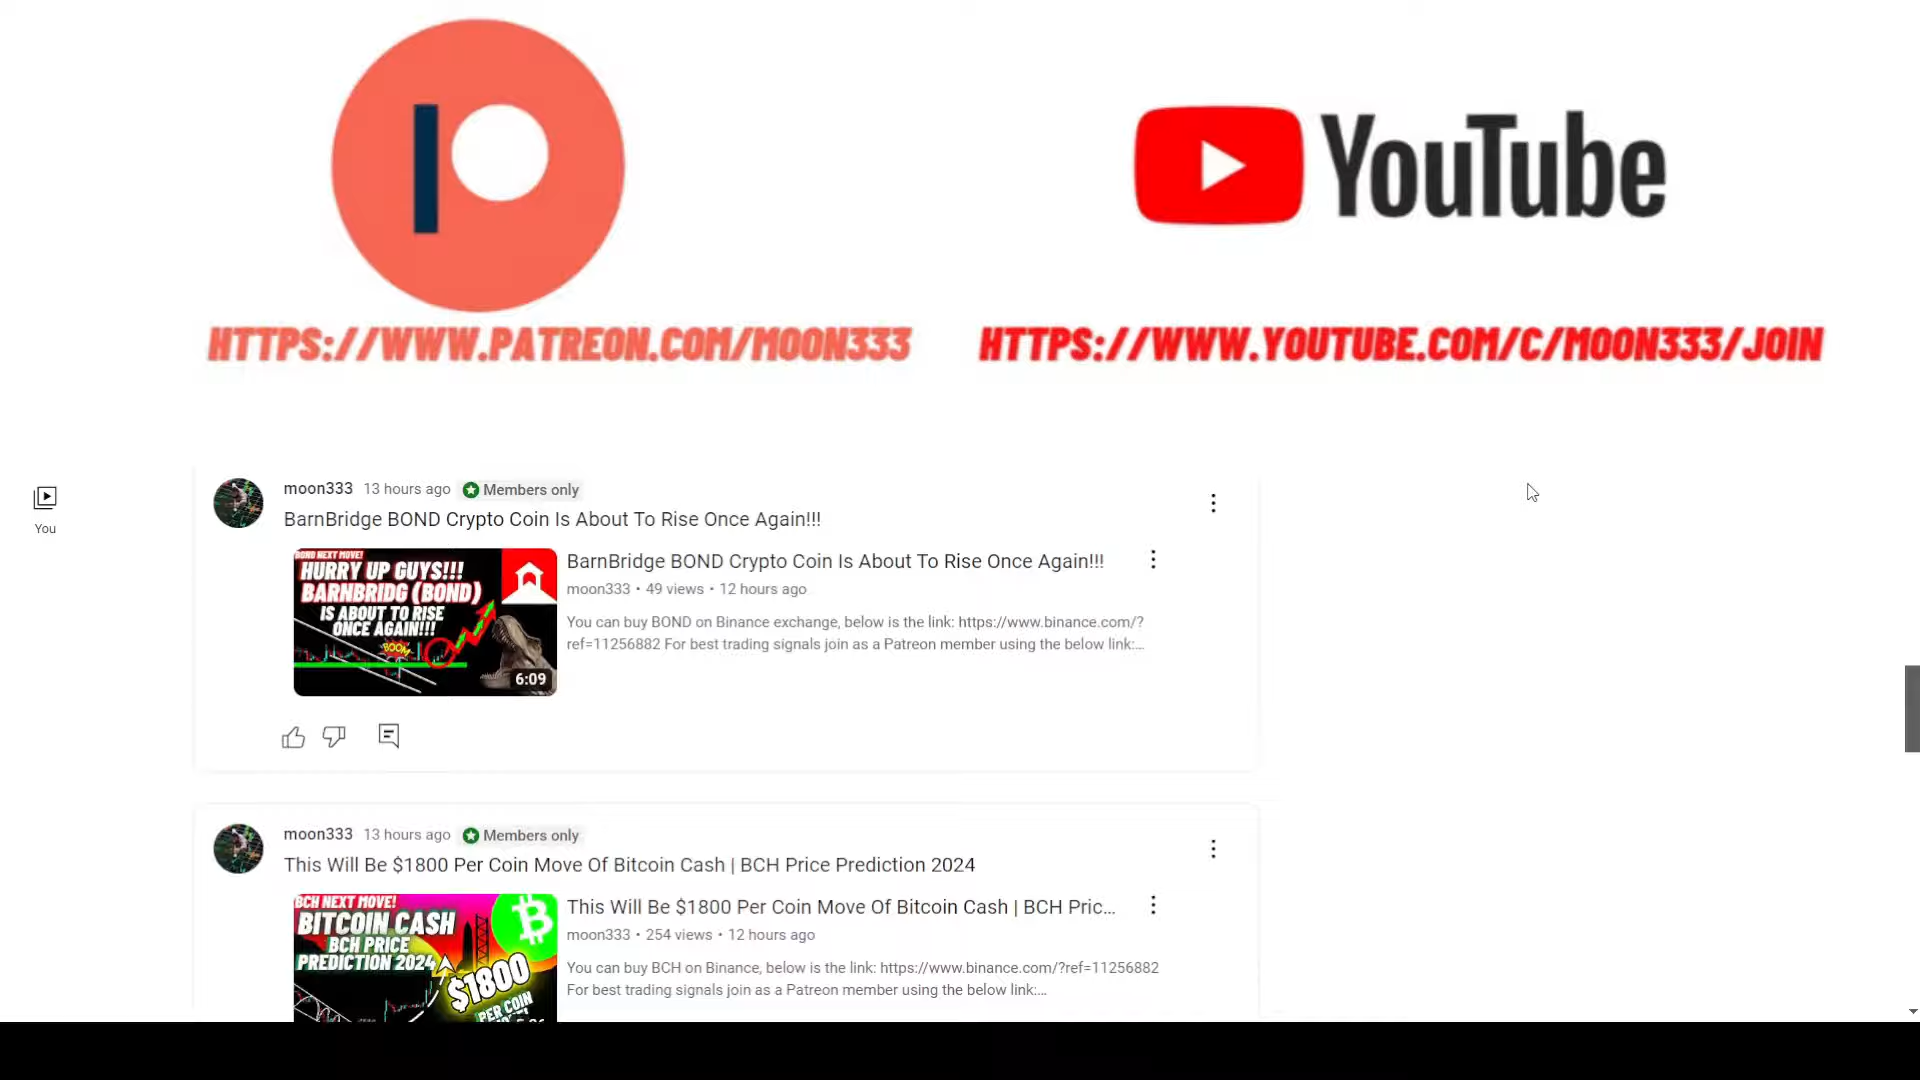 YouTube
HTTPS://WWW.PATREON.COM/MOON333
HTTPS://WWW.YOUTUBE.COM/C/MOON333/JOIN
You
moon333 13 hours ago Members only
BarnBridge BOND Crypto Coin Is About To Rise Once Again!!!
BOND NEXT MOVE!
HURRY UP GUYS!!!
BARNBRIDG (BOND)
IS ABOUT TO RISE
ONCE AGAIN!!!
BOOM
6:09
BarnBridge BOND Crypto Coin Is About To Rise Once Again!!!
moon333 • 49 views • 12 hours ago
You can buy BOND on Binance exchange, below is the link: https://www.binance.com/?
ref=11256882 For best trading signals join as a Patreon member using the below link:...
moon333 13 hours ago Members only
This Will Be $1800 Per Coin Move Of Bitcoin Cash | BCH Price Prediction 2024
BCH NEXT MOVE!
BITCOIN CASH
BCH PRICE
PREDICTION 2024
$1800
PER COIN
This Will Be $1800 Per Coin Move Of Bitcoin Cash | BCH Pric...
moon333 • 254 views • 12 hours ago
You can buy BCH on Binance, below is the link: https://www.binance.com/?ref=11256882
For best trading signals join as a Patreon member using the below link:...